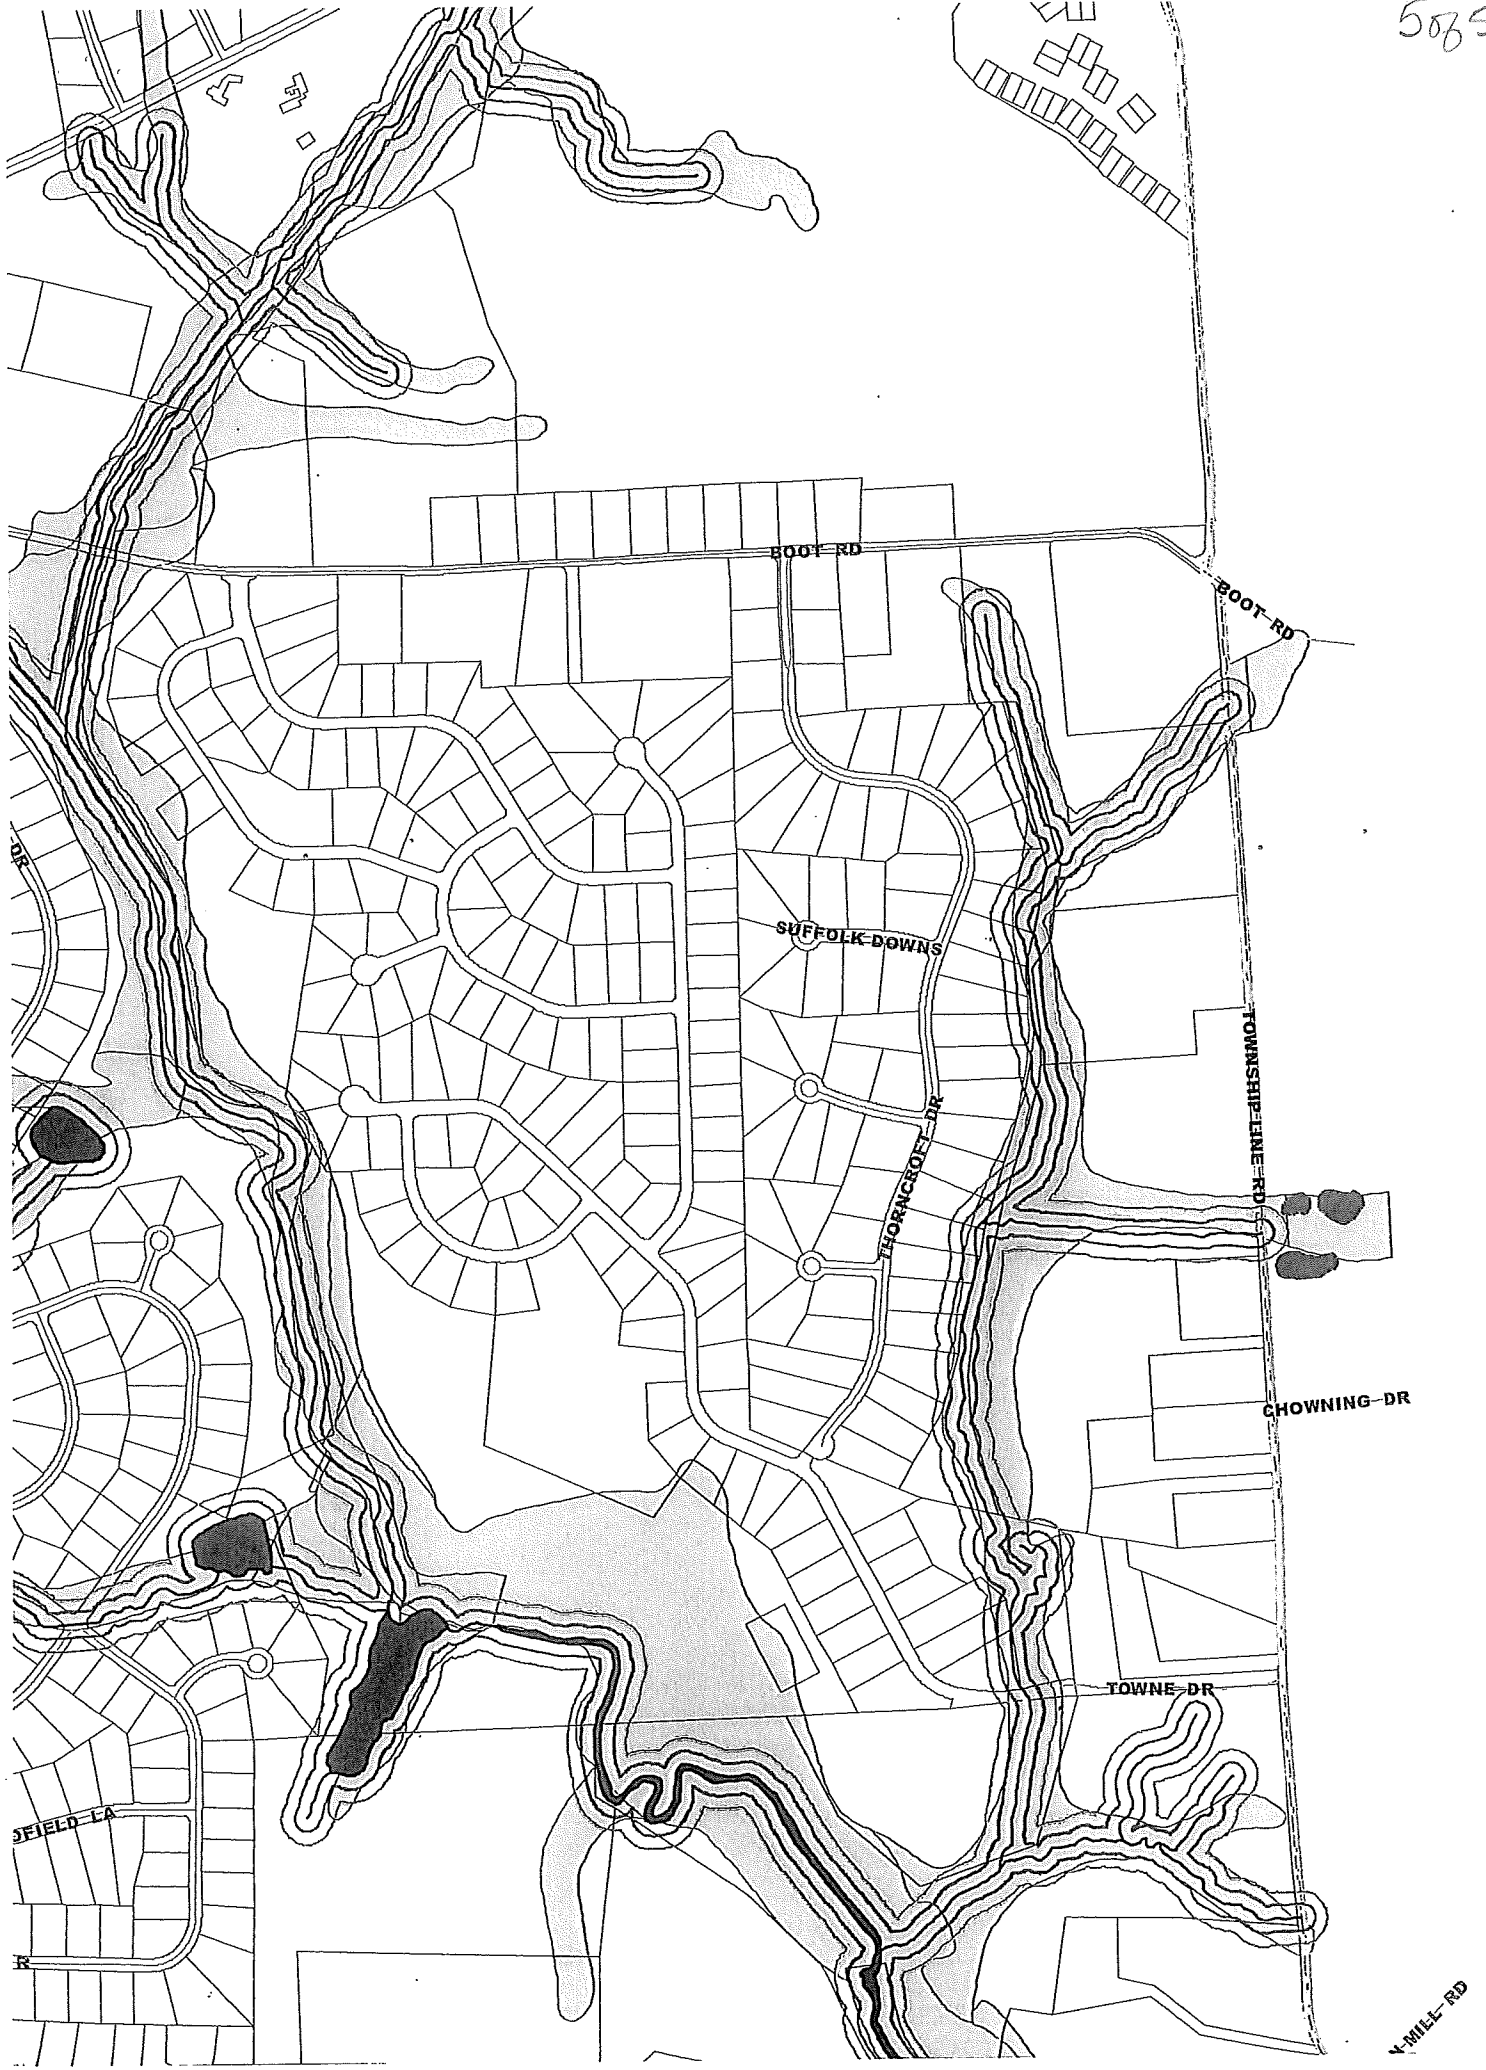 5 of 5
BOOT RD
BOOT RD
DR
SUFFOLK DOWNS
TOWNSHIP LINE RD
THORNCROFT DR
CHOWNING DR
TOWNE DR
DFIELD LA
R
N MILL RD